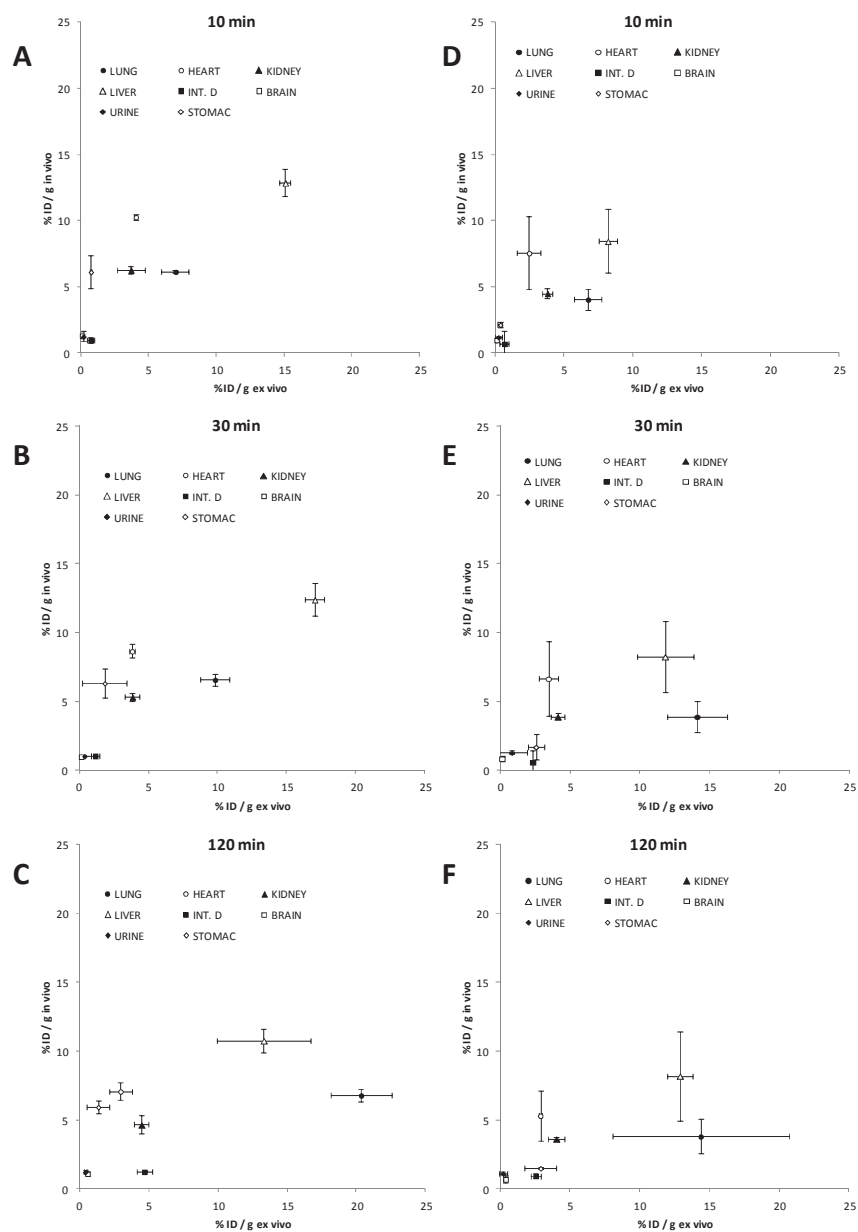 10 min
A
25
LUNG HEART KIDNEY
LIVER INT. D BRAIN
URINE STOMAC
20
15
10
5
0
% ID / g in vivo
0 5 10 15 20 25
% ID / g ex vivo
10 min
D
25
LUNG HEART KIDNEY
LIVER INT. D BRAIN
URINE STOMAC
20
15
10
5
0
% ID / g in vivo
0 5 10 15 20 25
% ID / g ex vivo
30 min
B
25
LUNG HEART KIDNEY
LIVER INT. D BRAIN
URINE STOMAC
20
15
10
5
0
% ID / g in vivo
0 5 10 15 20 25
% ID / g ex vivo
30 min
E
25
LUNG HEART KIDNEY
LIVER INT. D BRAIN
URINE STOMAC
20
15
10
5
0
% ID / g in vivo
0 5 10 15 20 25
% ID / g ex vivo
120 min
C
25
LUNG HEART KIDNEY
LIVER INT. D BRAIN
URINE STOMAC
20
15
10
5
0
% ID / g in vivo
0 5 10 15 20 25
% ID / g ex vivo
120 min
F
25
LUNG HEART KIDNEY
LIVER INT. D BRAIN
URINE STOMAC
20
15
10
5
0
% ID / g in vivo
0 5 10 15 20 25
% ID / g ex vivo